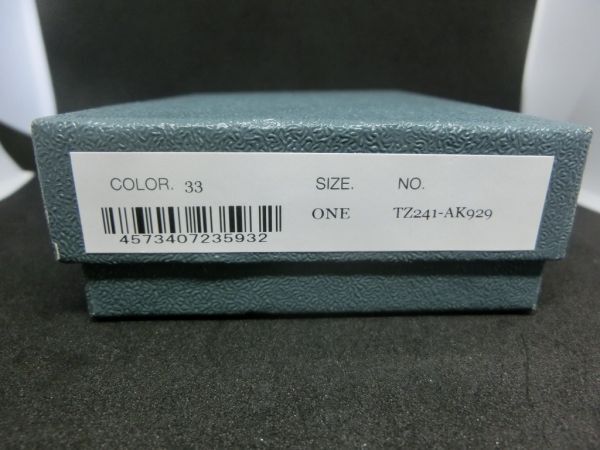 COLOR. 33 SIZE. NO.
ONE TZ241-AK929
4573407235932